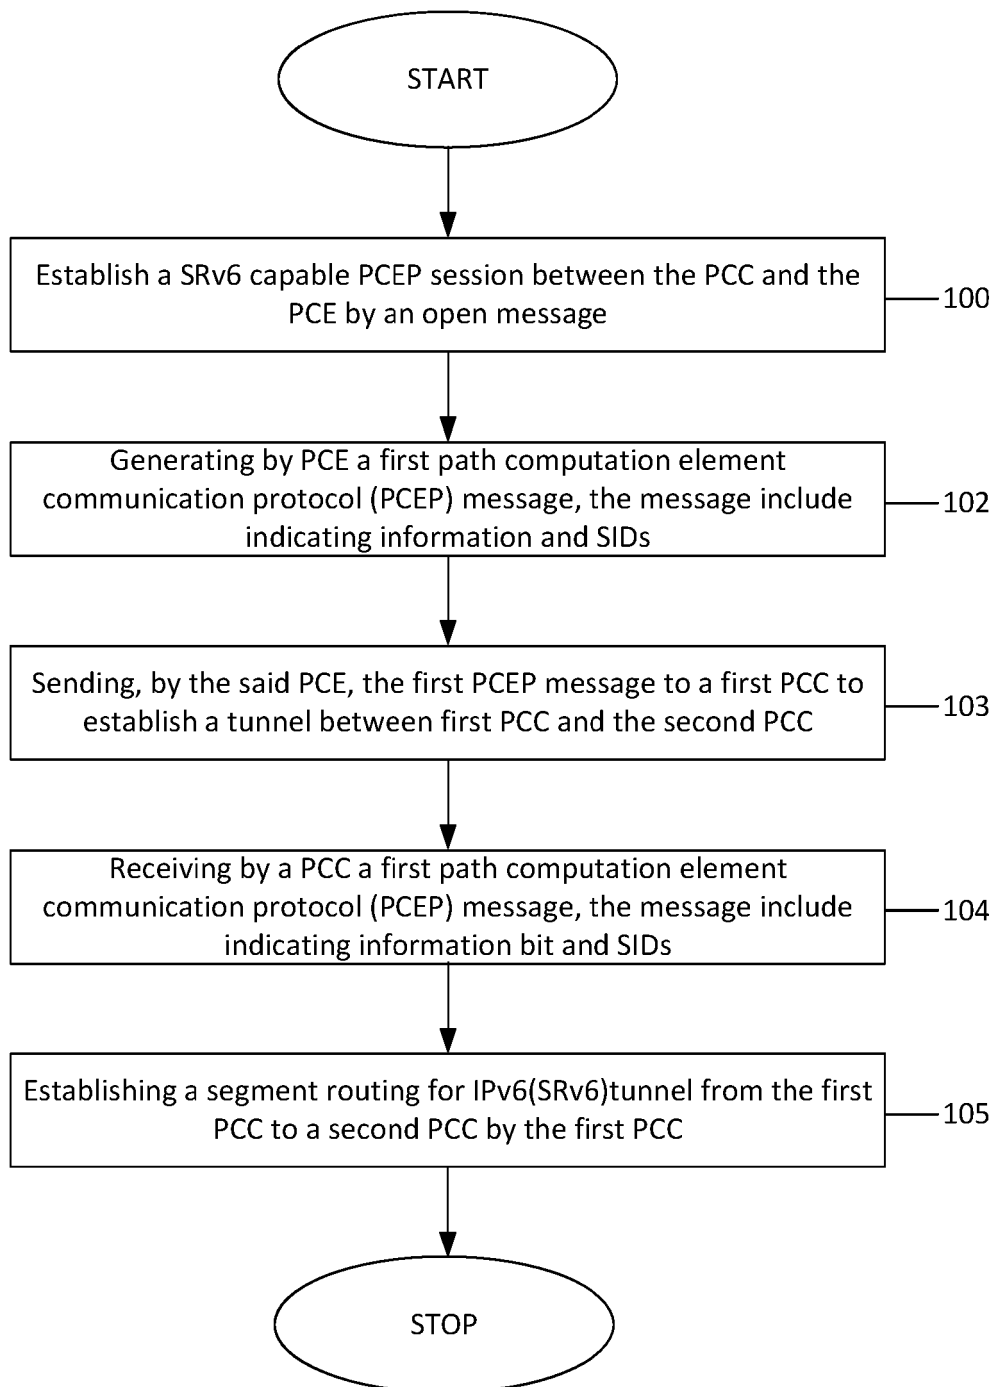 START
Establish a SRv6 capable PCEP session between the PCC and the
PCE by an open message
100
Generating by PCE a first path computation element
communication protocol (PCEP) message, the message include
indicating information and SIDs
102
Sending, by the said PCE, the first PCEP message to a first PCC to
establish a tunnel between first PCC and the second PCC
103
Receiving by a PCC a first path computation element
communication protocol (PCEP) message, the message include
indicating information bit and SIDs
104
Establishing a segment routing for IPv6(SRv6)tunnel from the first
PCC to a second PCC by the first PCC
105
STOP